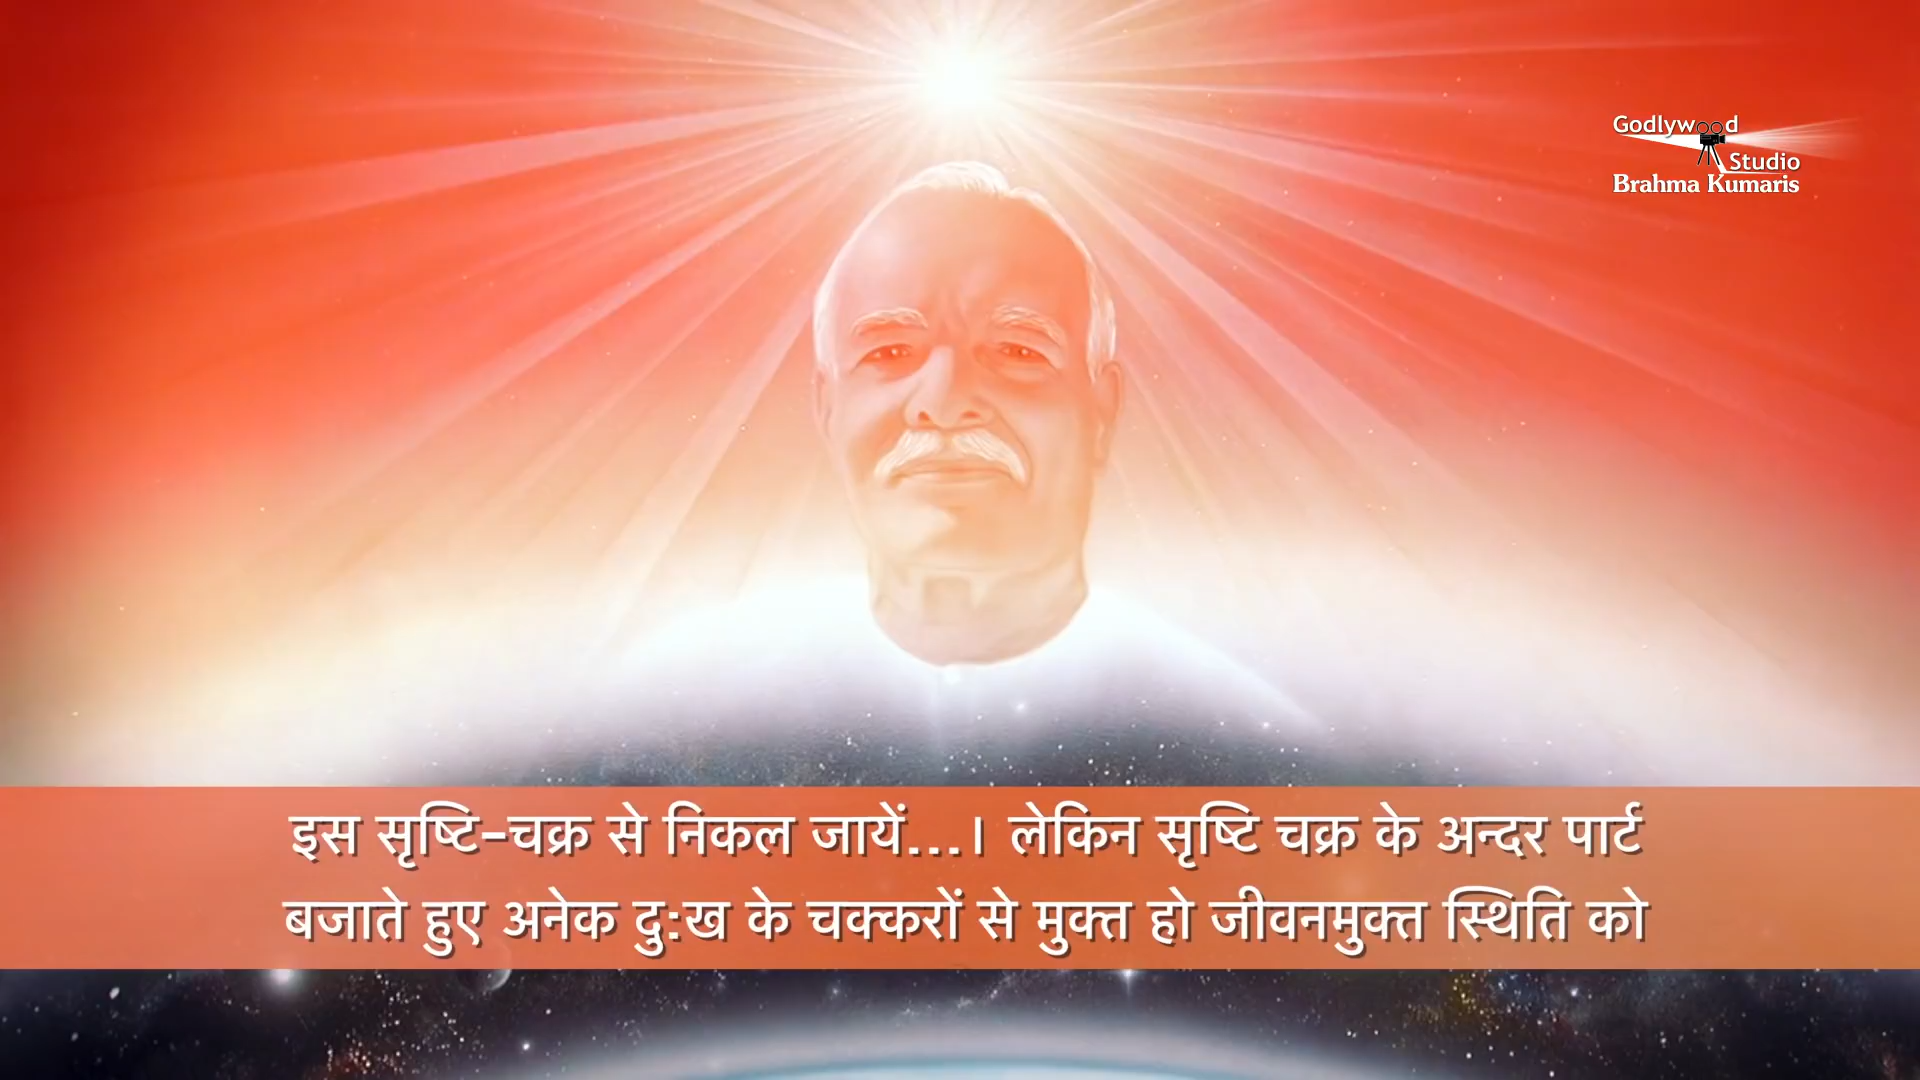 Godlywood
Studio
Brahma Kumaris
इस सृष्टि-चक्र से निकल जायें...। लेकिन सृष्टि चक्र के अन्दर पार्ट
बजाते हुए अनेक दु:ख के चक्करों से मुक्त हो जीवनमुक्त स्थिति को